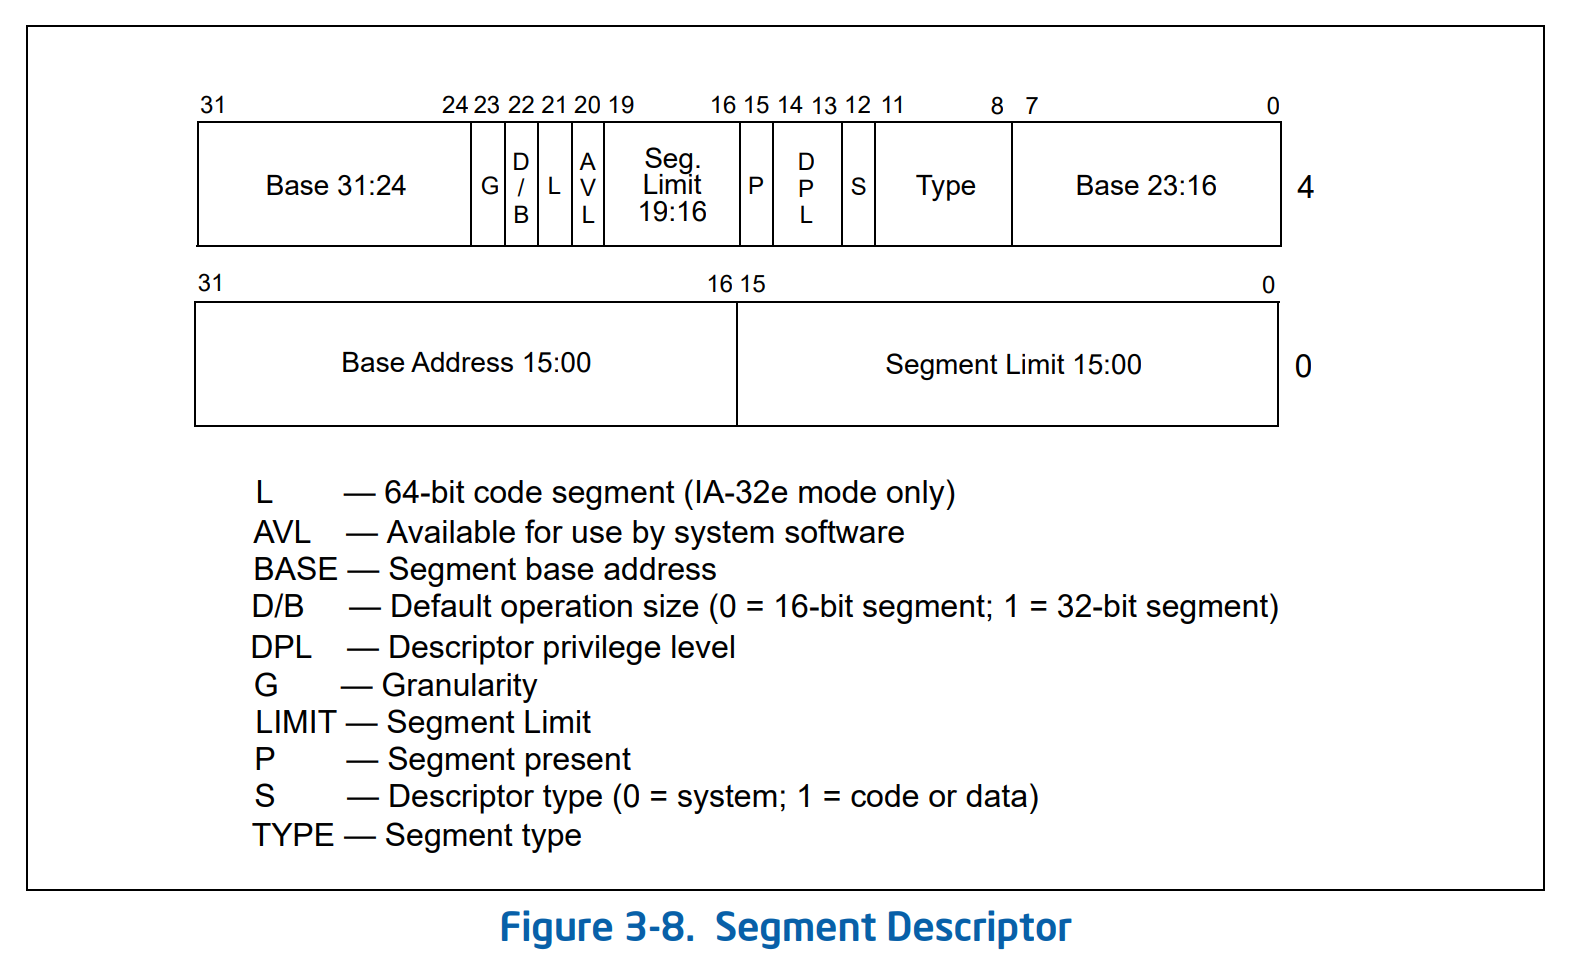 31 24 23 22 21 20 19 16 15 14 13 12 11 8 7 0
Base 31:24 G D/B L AVL Seg. Limit 19:16 P DPL S Type Base 23:16 4
31 16 15 0
Base Address 15:00 Segment Limit 15:00 0
L — 64-bit code segment (IA-32e mode only)
AVL — Available for use by system software
BASE — Segment base address
D/B — Default operation size (0 = 16-bit segment; 1 = 32-bit segment)
DPL — Descriptor privilege level
G — Granularity
LIMIT — Segment Limit
P — Segment present
S — Descriptor type (0 = system; 1 = code or data)
TYPE — Segment type
Figure 3-8. Segment Descriptor